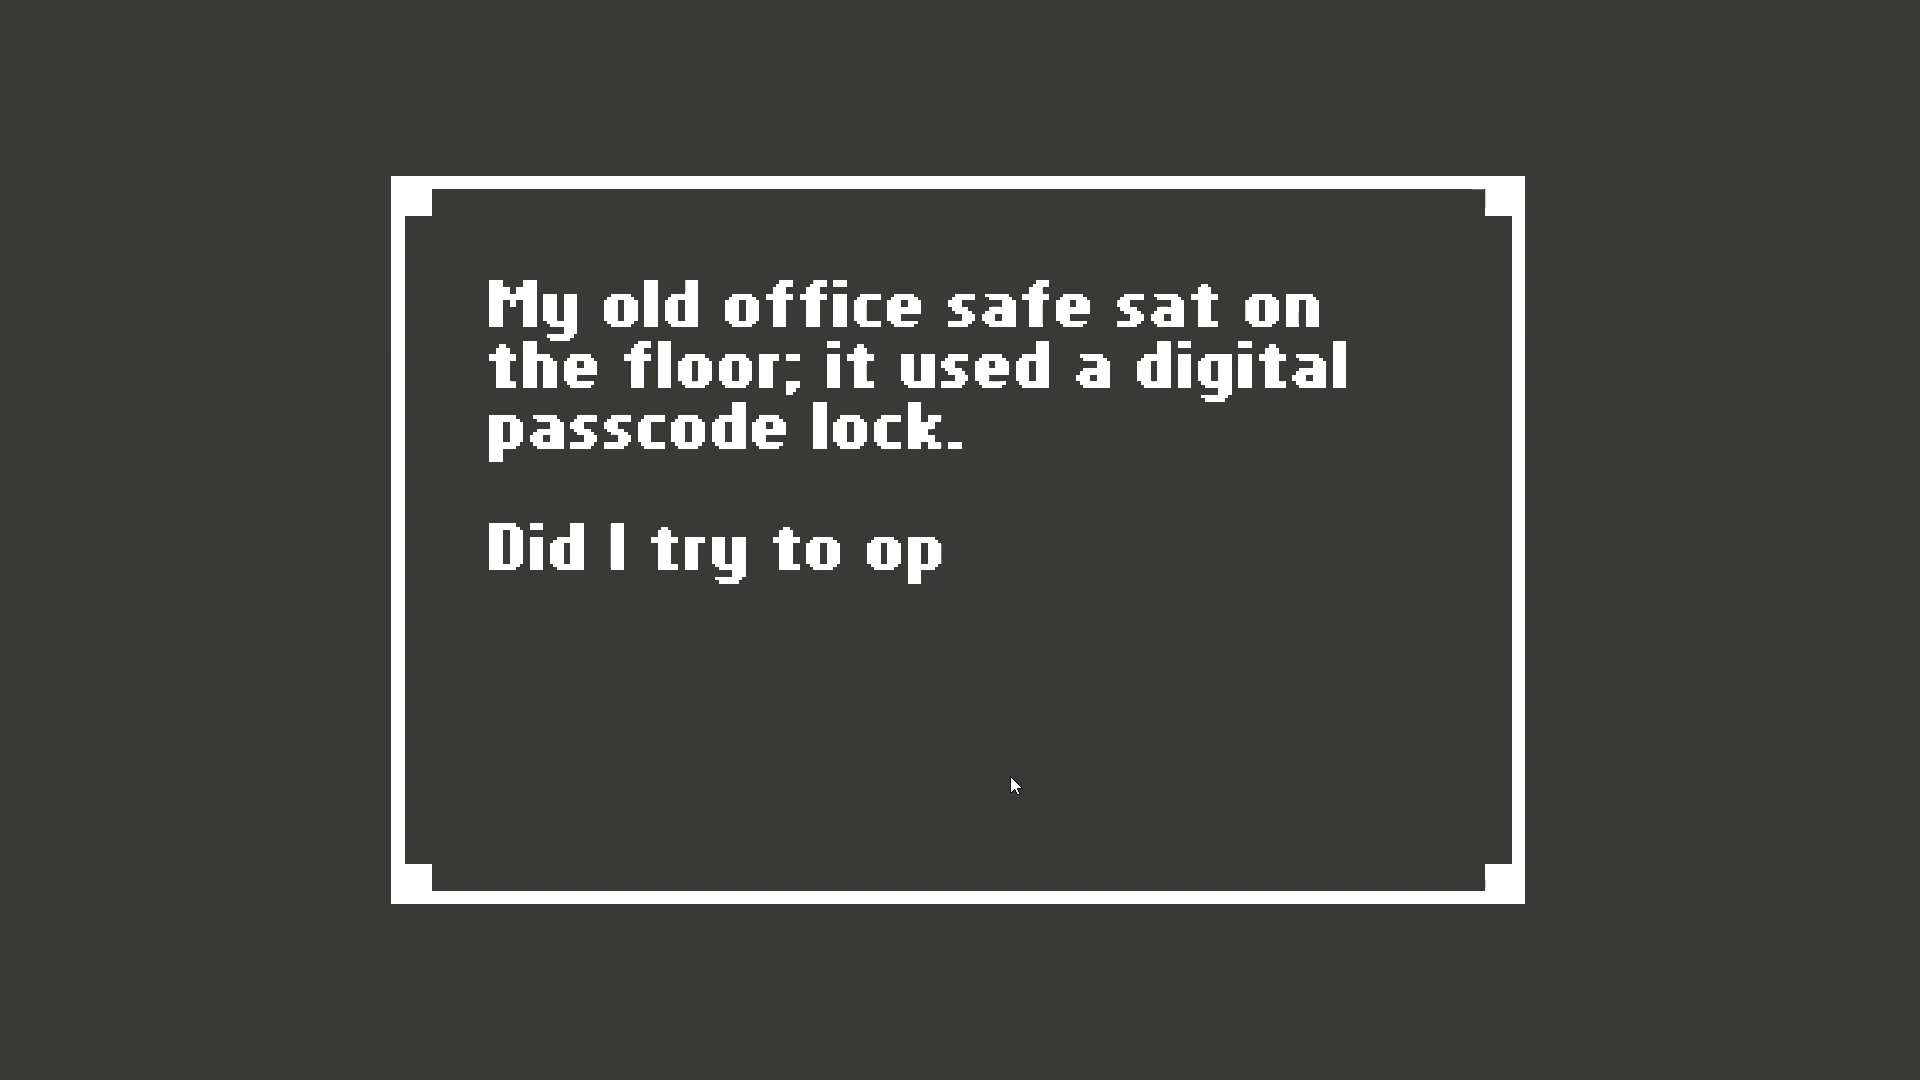 My old office safe sat on
the floor; it used a digital
passcode lock.
Did I try to op